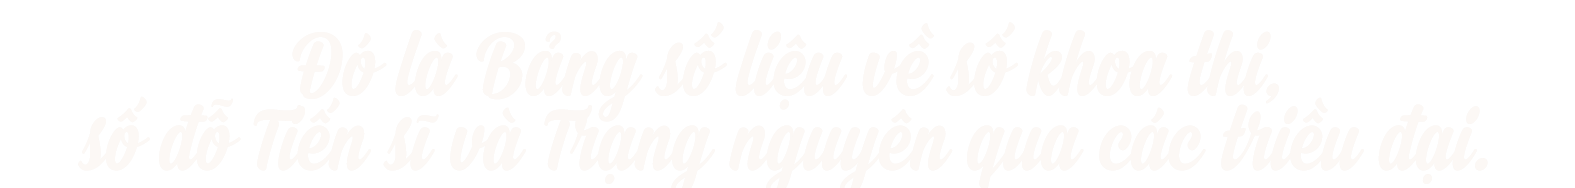 Đó là Bảng số liệu về số khoa thi,
số đỗ Tiến sĩ và Trạng nguyên qua các triều đại.